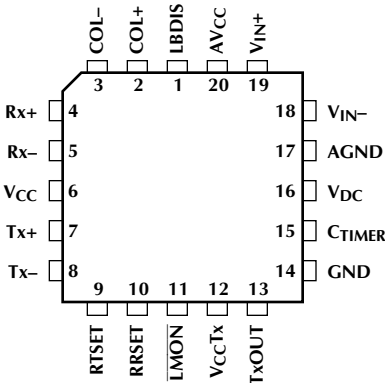 COL–
COL+
LBDIS
AVCC
VIN+
3
2
1
20
19
Rx+
4
18
VIN–
Rx–
5
17
AGND
VCC
6
16
VDC
Tx+
7
15
CTIMER
Tx–
8
14
GND
9
10
11
12
13
RTSET
RRSET
LMON
VCCTX
TxOUT